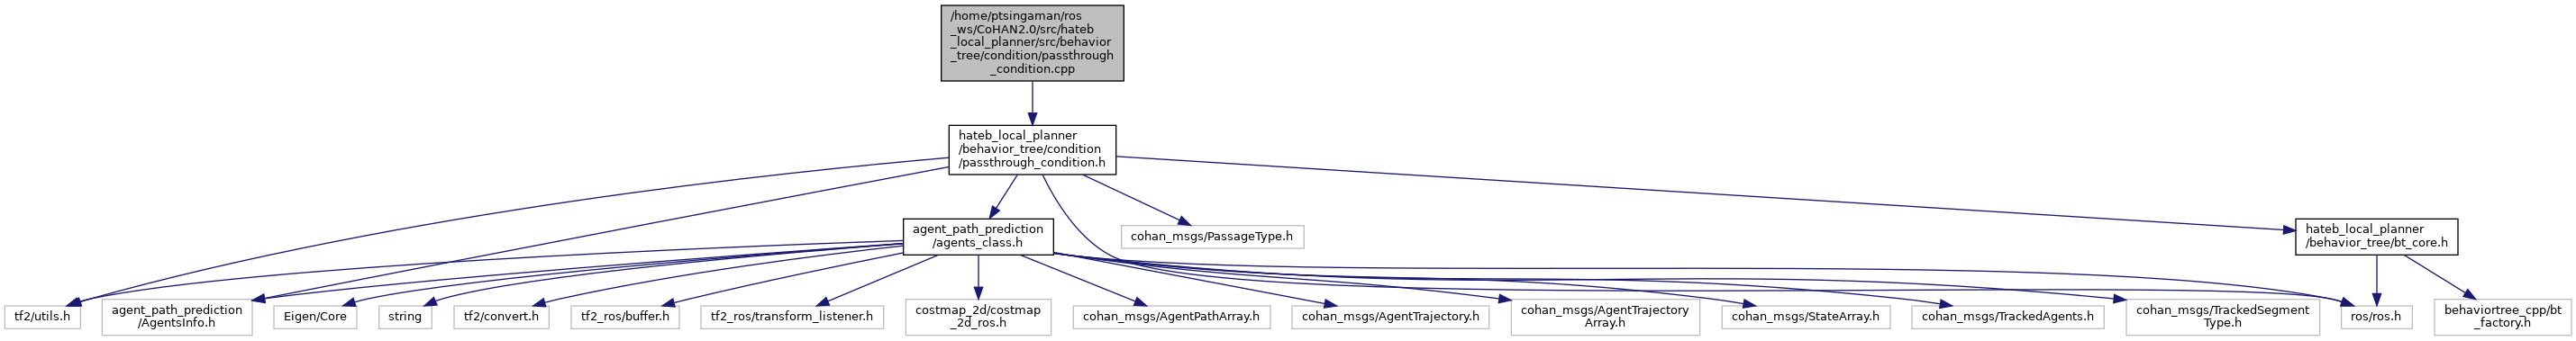 /home/ptsingaman/ros
_ws/CoHAN2.0/src/hateb
_local_planner/src/behavior
_tree/condition/passthrough
_condition.cpp
hateb_local_planner
/behavior_tree/condition
/passthrough_condition.h
agent_path_prediction
/agents_class.h
cohan_msgs/PassageType.h
hateb_local_planner
/behavior_tree/bt_core.h
tf2/utils.h
agent_path_prediction
/AgentsInfo.h
Eigen/Core
string
tf2/convert.h
tf2_ros/buffer.h
tf2_ros/transform_listener.h
costmap_2d/costmap
_2d_ros.h
cohan_msgs/AgentPathArray.h
cohan_msgs/AgentTrajectory.h
cohan_msgs/AgentTrajectory
Array.h
cohan_msgs/StateArray.h
cohan_msgs/TrackedAgents.h
cohan_msgs/TrackedSegment
Type.h
ros/ros.h
behaviortree_cpp/bt
_factory.h